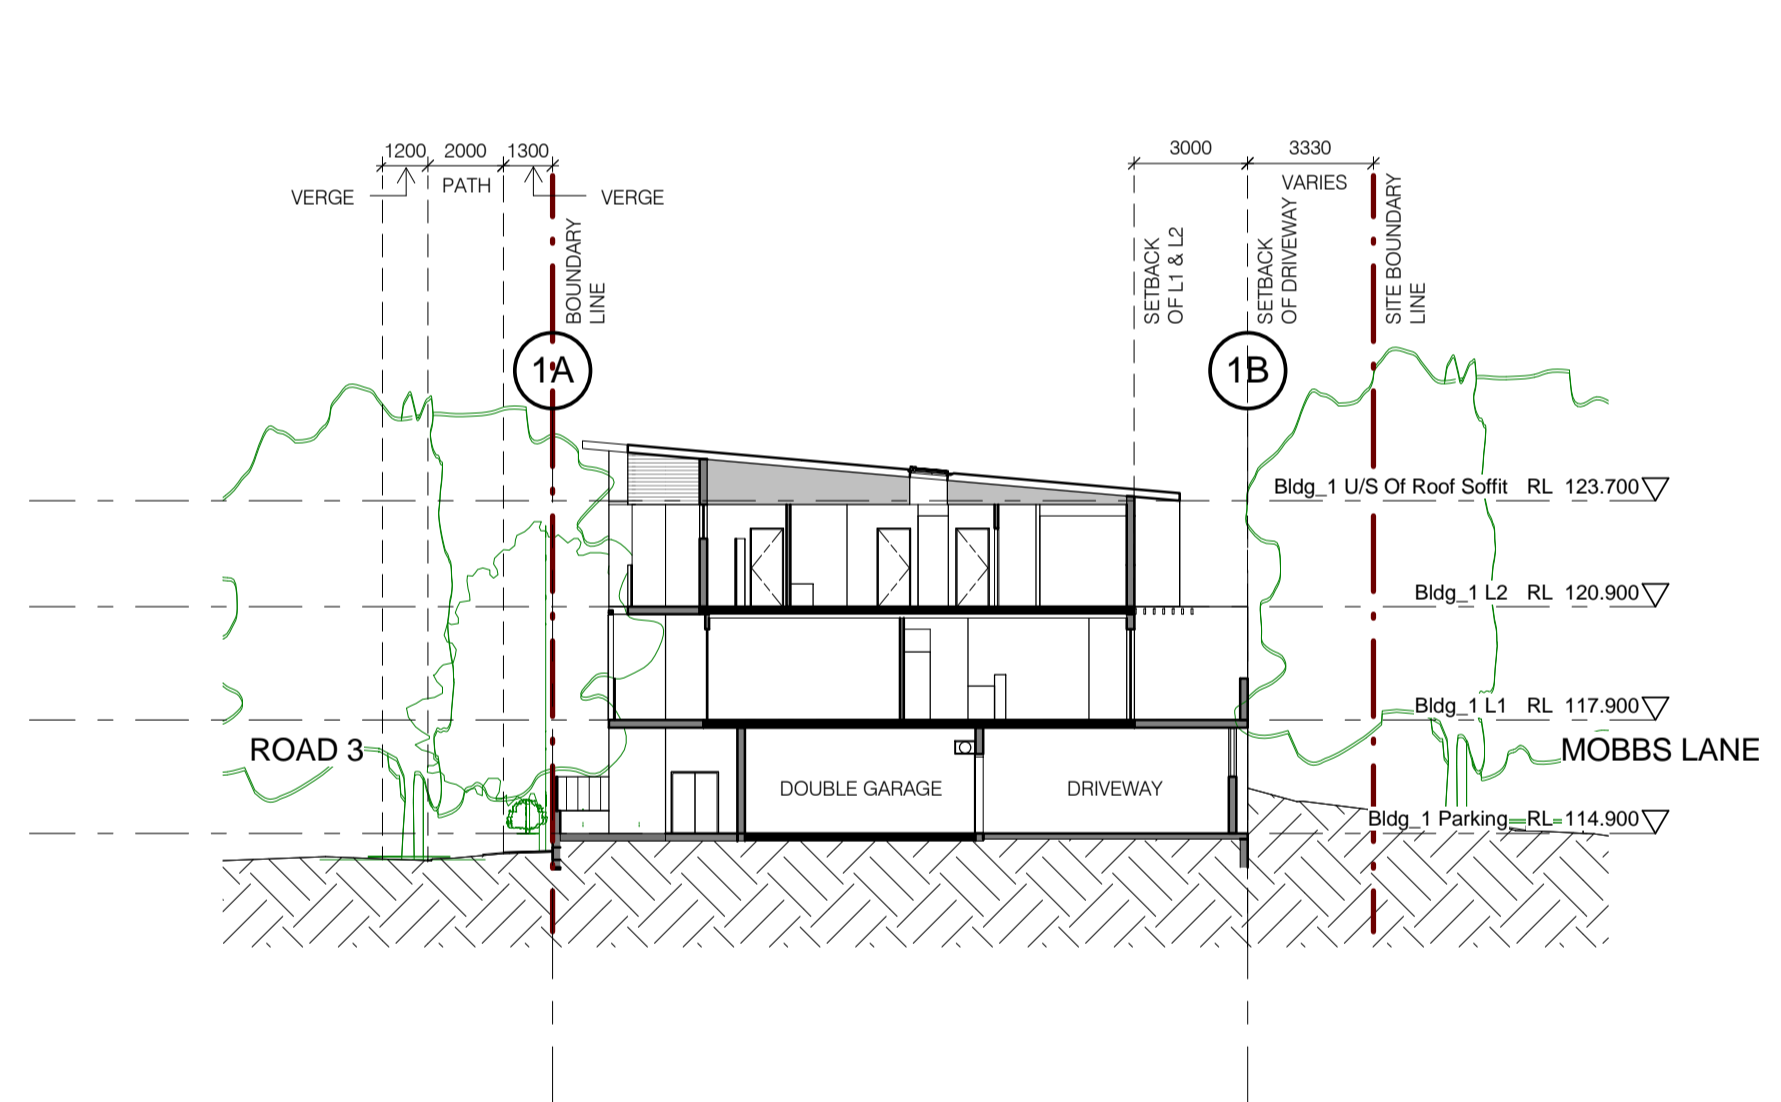 1200 2000 1300
3000 3330
VERGE PATH VERGE
VARIES
BOUNDARY
LINE
SETBACK
OF L1 & L2
SETBACK
OF DRIVEWAY
SITE BOUNDARY
LINE
1A
1B
Bldg_1 U/S Of Roof Soffit RL 123.700
Bldg_1 L2 RL 120.900
Bldg_1 L1 RL 117.900
ROAD 3
MOBBS LANE
DOUBLE GARAGE
DRIVEWAY
Bldg_1 Parking RL 114.900